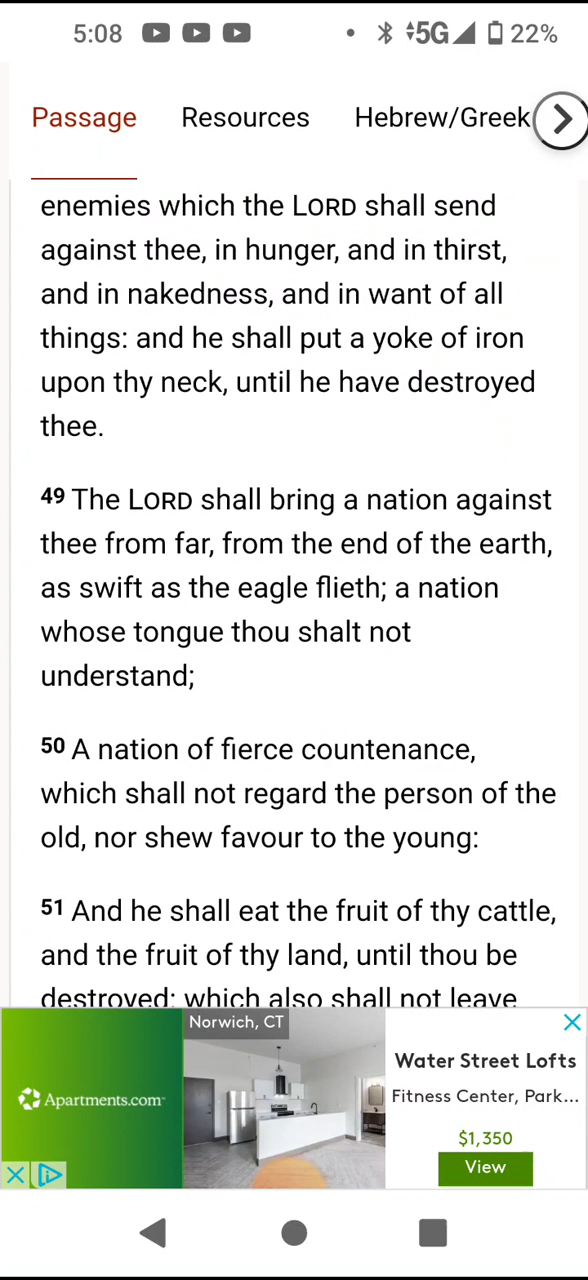 5:08 5G 22%
Passage Resources Hebrew/Greek
enemies which the LORD shall send
against thee, in hunger, and in thirst,
and in nakedness, and in want of all
things: and he shall put a yoke of iron
upon thy neck, until he have destroyed
thee.
49 The LORD shall bring a nation against
thee from far, from the end of the earth,
as swift as the eagle flieth; a nation
whose tongue thou shalt not
understand;
50 A nation of fierce countenance,
which shall not regard the person of the
old, nor shew favour to the young:
51 And he shall eat the fruit of thy cattle,
and the fruit of thy land, until thou be
destroyed: which also shall not leave
Apartments.com
Norwich, CT
Water Street Lofts
Fitness Center, Park...
$1,350
View